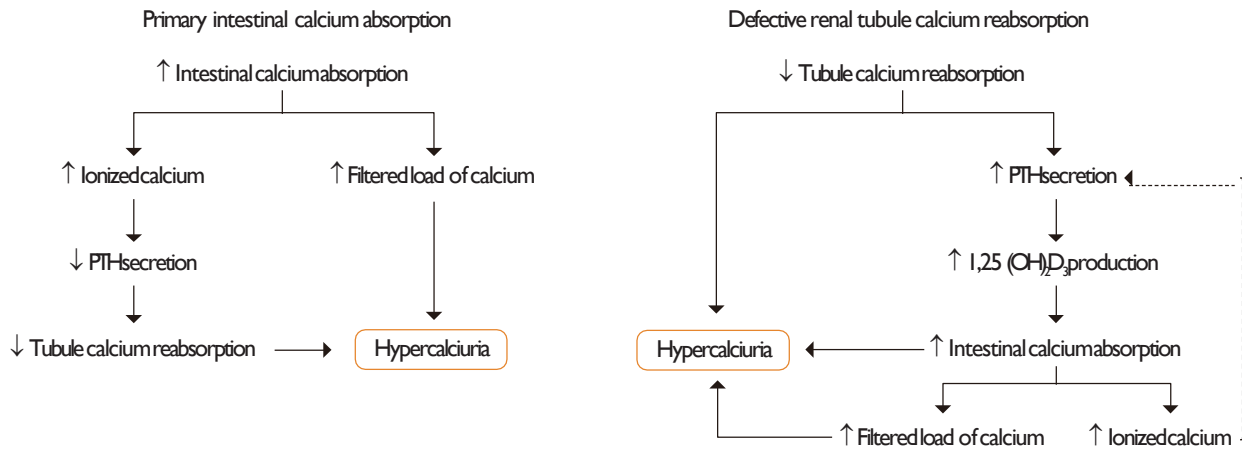 Primary intestinal calcium absorption
↑ Intestinal calcium absorption
↑ Ionized calcium
↑ Filtered load of calcium
↓ PTH secretion
↓ Tubule calcium reabsorption
Hypercalciuria
Defective renal tubule calcium reabsorption
↓ Tubule calcium reabsorption
↑ PTH secretion
↑ 1,25 (OH)₂D₃ production
Hypercalciuria
↑ Intestinal calcium absorption
↑ Filtered load of calcium
↑ Ionized calcium